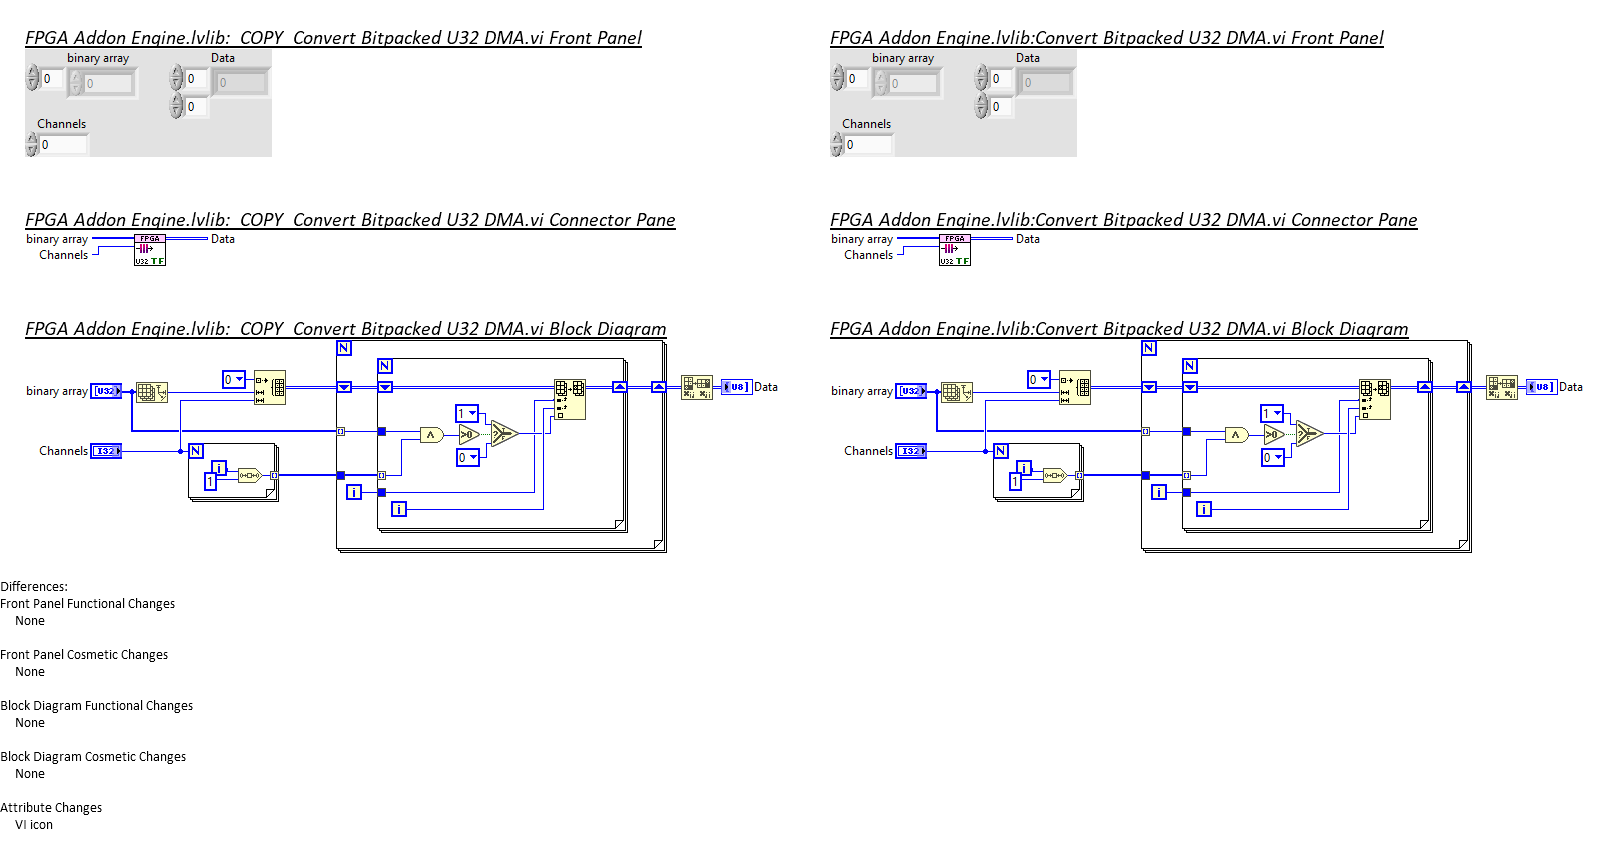 FPGA Addon Engine.lvlib:  COPY  Convert Bitpacked U32 DMA.vi Front Panel
binary array
Data
0
0
0
0
0
Channels
0
FPGA Addon Engine.lvlib:Convert Bitpacked U32 DMA.vi Front Panel
binary array
Data
0
0
0
0
0
Channels
0
FPGA Addon Engine.lvlib:  COPY  Convert Bitpacked U32 DMA.vi Connector Pane
binary array
FPGA
Data
Channels
U32 TF
FPGA Addon Engine.lvlib:Convert Bitpacked U32 DMA.vi Connector Pane
binary array
FPGA
Data
Channels
U32 TF
FPGA Addon Engine.lvlib:  COPY  Convert Bitpacked U32 DMA.vi Block Diagram
N
N
0
binary array
[U32]
U8]
Data
1
>0
?
0
Channels
I32
N
i
1
i
i
FPGA Addon Engine.lvlib:Convert Bitpacked U32 DMA.vi Block Diagram
N
N
0
binary array
[U32]
U8]
Data
1
>0
?
0
Channels
I32
N
i
1
i
i
Differences:
Front Panel Functional Changes
None
Front Panel Cosmetic Changes
None
Block Diagram Functional Changes
None
Block Diagram Cosmetic Changes
None
Attribute Changes
VI icon